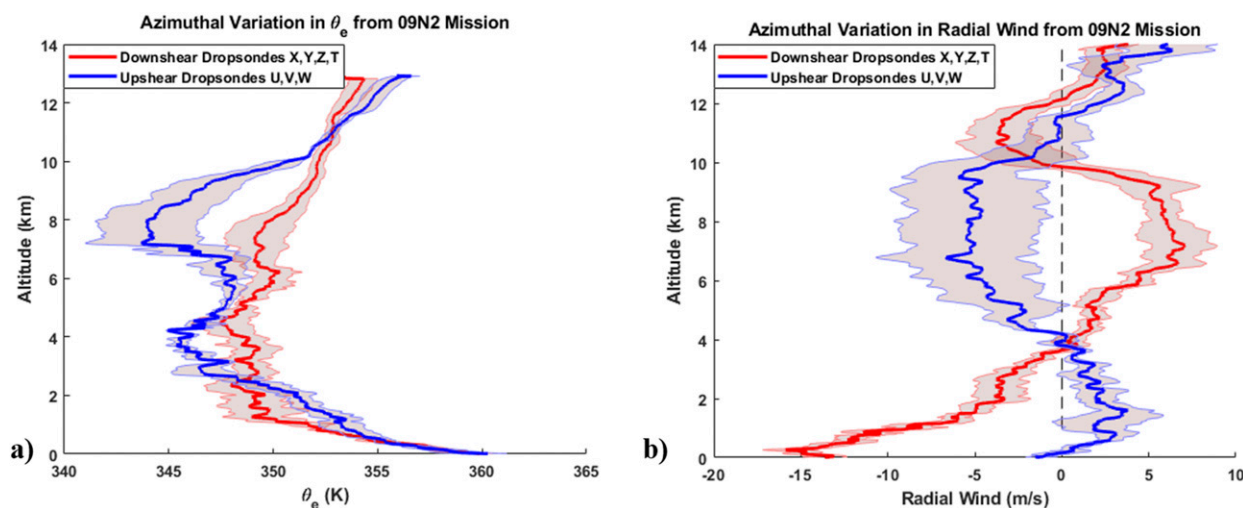 Azimuthal Variation in θe from 09N2 Mission
14
12
10
8
6
4
2
0
Altitude (km)
Downshear Dropsondes X,Y,Z,T
Upshear Dropsondes U,V,W
340 345 350 355 360 365
θe (K)
a)
Azimuthal Variation in Radial Wind from 09N2 Mission
14
12
10
8
6
4
2
0
Altitude (km)
Downshear Dropsondes X,Y,Z,T
Upshear Dropsondes U,V,W
-20 -15 -10 -5 0 5 10
Radial Wind (m/s)
b)